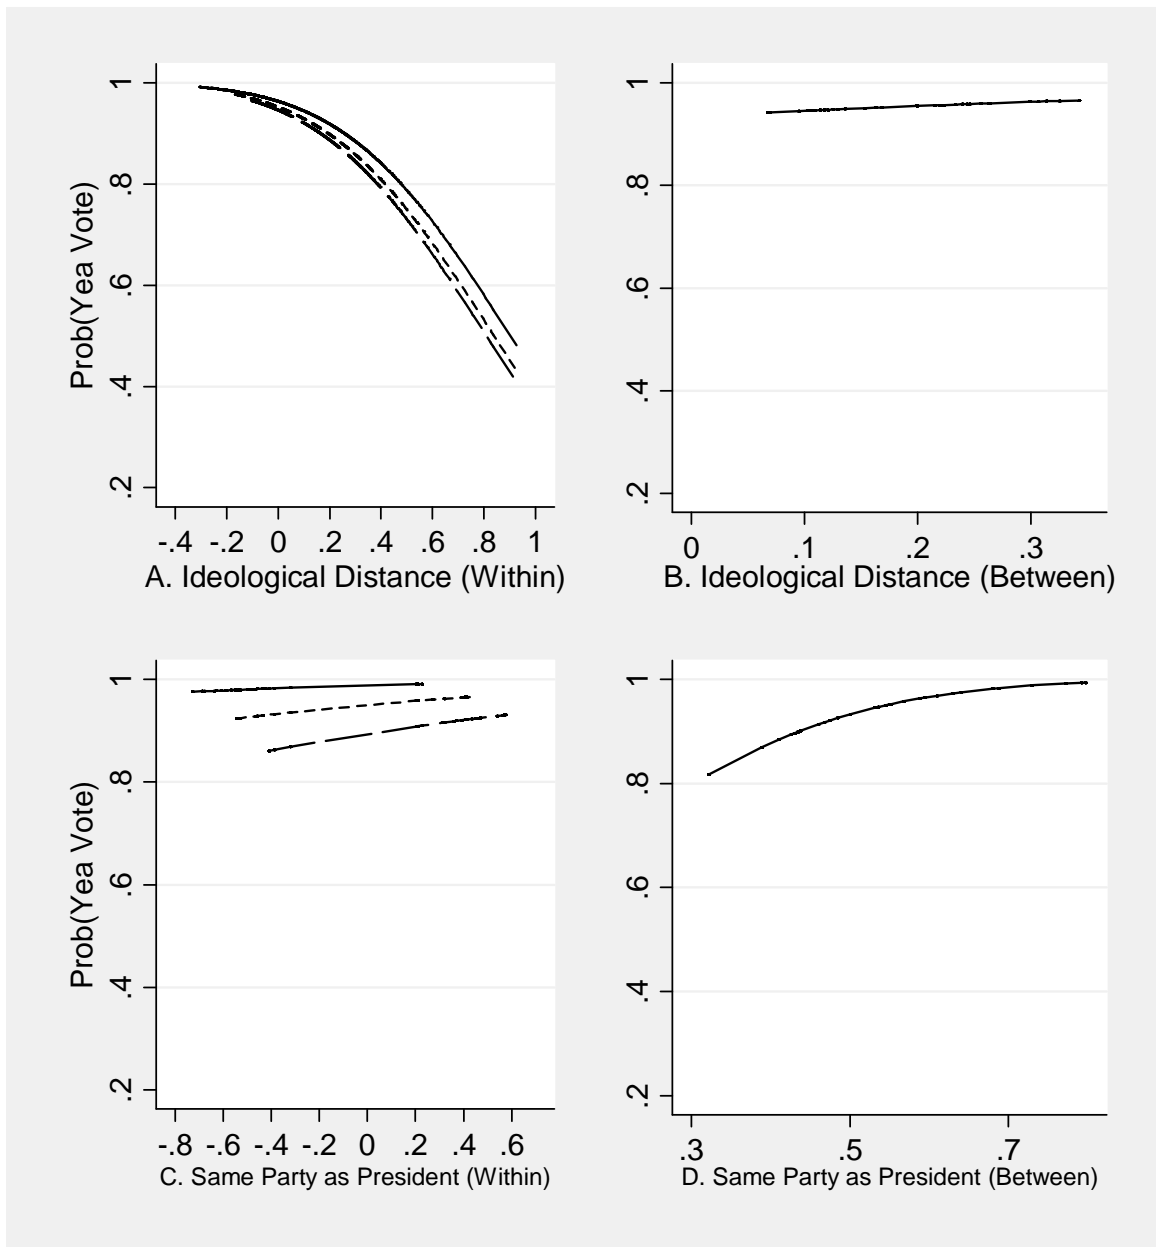 Prob(Yea Vote)
1
.8
.6
.4
.2
-.4 -.2 0 .2 .4 .6 .8 1
A. Ideological Distance (Within)
1
.8
.6
.4
.2
0 .1 .2 .3
B. Ideological Distance (Between)
Prob(Yea Vote)
1
.8
.6
.4
.2
-.8 -.6 -.4 -.2 0 .2 .4 .6
C. Same Party as President (Within)
1
.8
.6
.4
.2
.3 .5 .7
D. Same Party as President (Between)